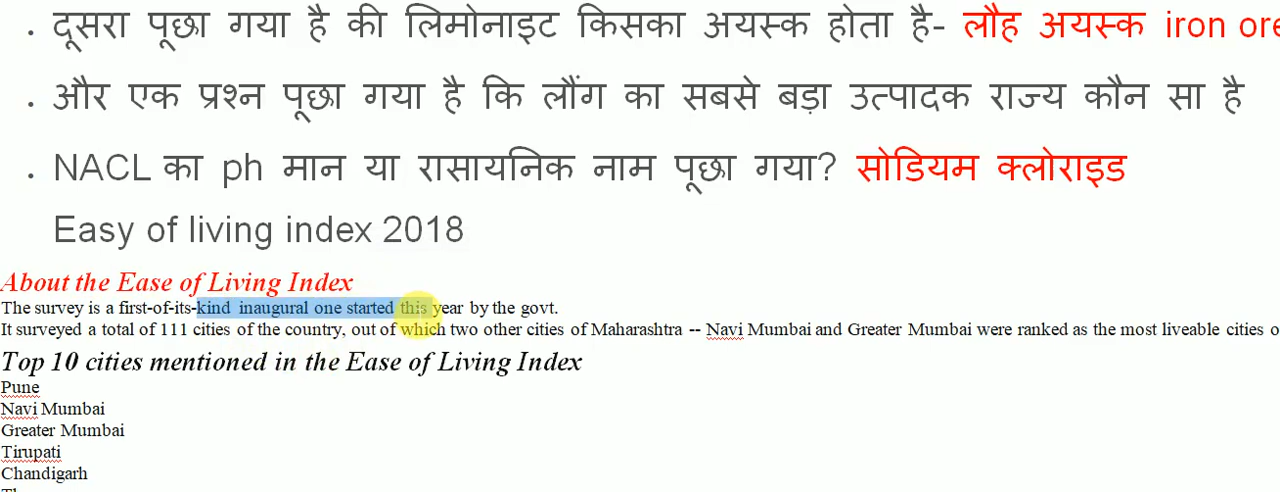 • दूसरा पूछा गया है की लिमोनाइट किसका अयस्क होता है- लौह अयस्क iron ore
• और एक प्रश्न पूछा गया है कि लौंग का सबसे बड़ा उत्पादक राज्य कौन सा है
• NACL का ph मान या रासायनिक नाम पूछा गया? सोडियम क्लोराइड
Easy of living index 2018
About the Ease of Living Index
The survey is a first-of-its-kind inaugural one started this year by the govt.
It surveyed a total of 111 cities of the country, out of which two other cities of Maharashtra -- Navi Mumbai and Greater Mumbai were ranked as the most liveable cities
Top 10 cities mentioned in the Ease of Living Index
Pune
Navi Mumbai
Greater Mumbai
Tirupati
Chandigarh